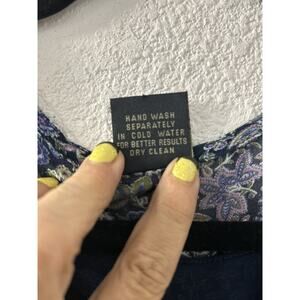 HAND WASH
SEPARATELY
IN COLD WATER
FOR BETTER RESULTS
DRY CLEAN